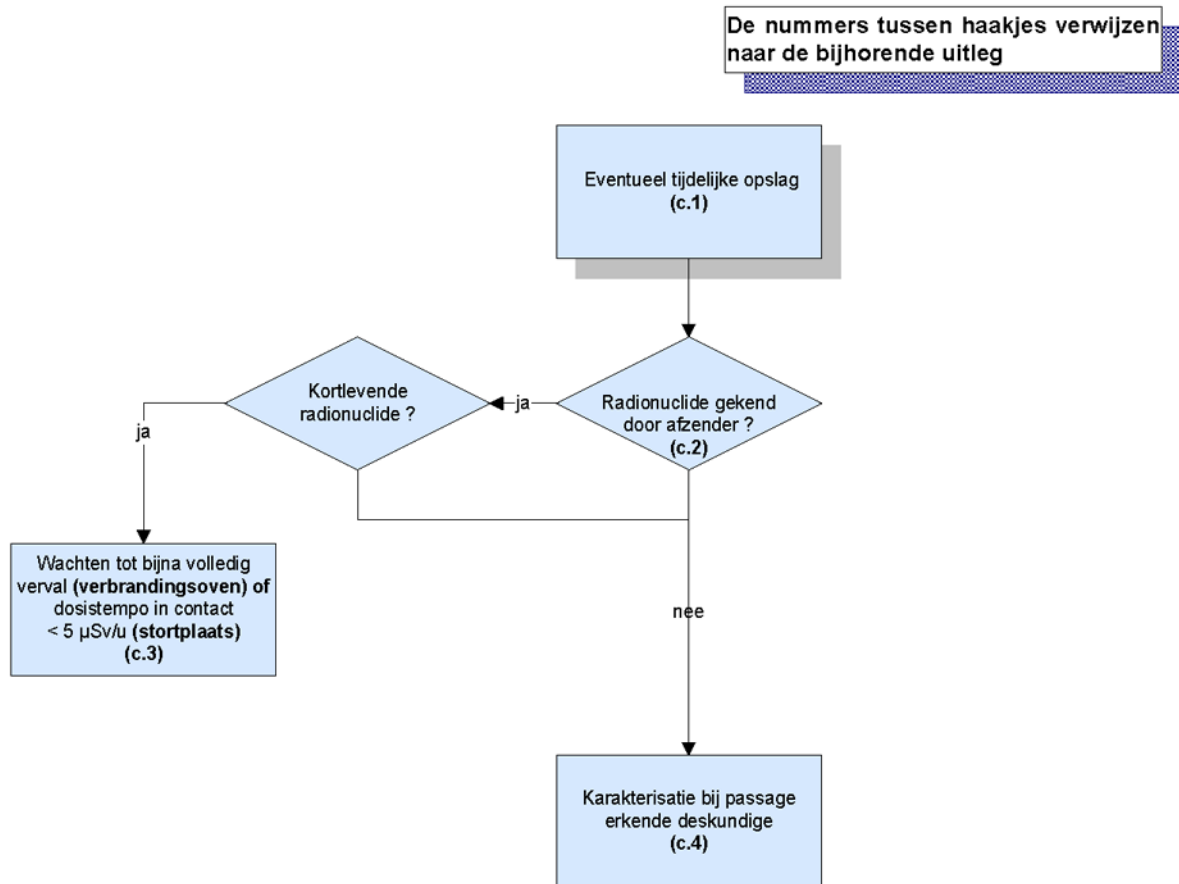 De nummers tussen haakjes verwijzen
naar de bijhorende uitleg
Eventueel tijdelijke opslag
(c.1)
Kortlevende
radionuclide ?
ja
Radionuclide gekend
door afzender ?
(c.2)
ja
Wachten tot bijna volledig
verval (verbrandingsoven) of
dosistempo in contact
< 5 µSv/u (stortplaats)
(c.3)
nee
Karakterisatie bij passage
erkende deskundige
(c.4)